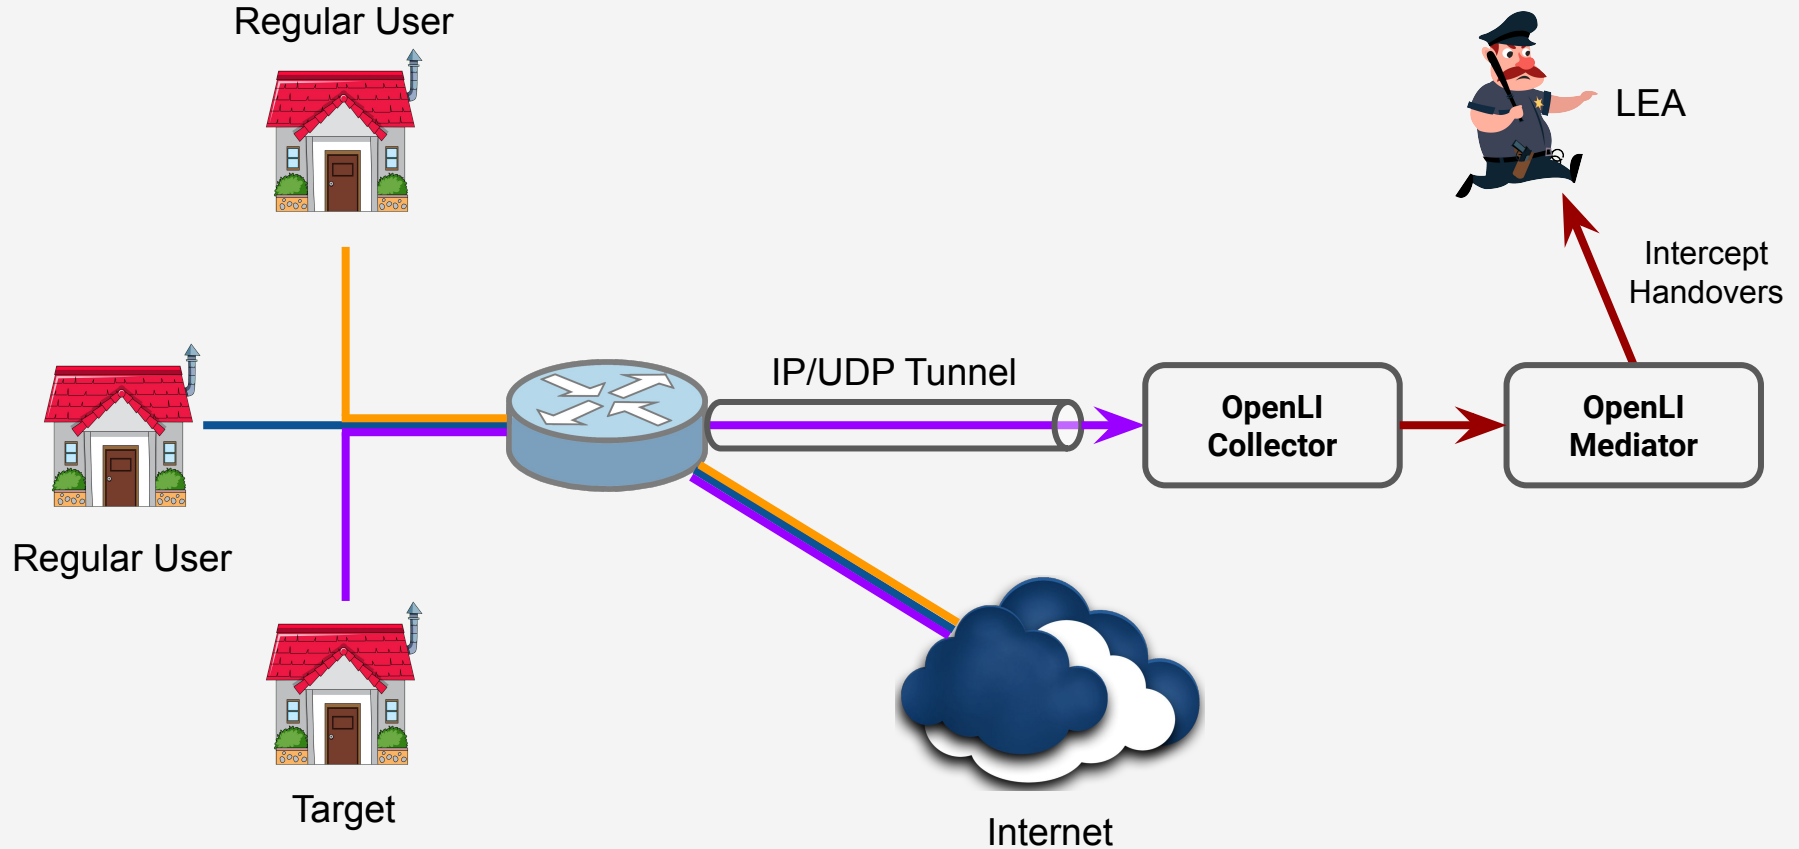 Regular User
LEA
Intercept
Handovers
IP/UDP Tunnel
OpenLI
Collector
OpenLI
Mediator
Regular User
Target
Internet